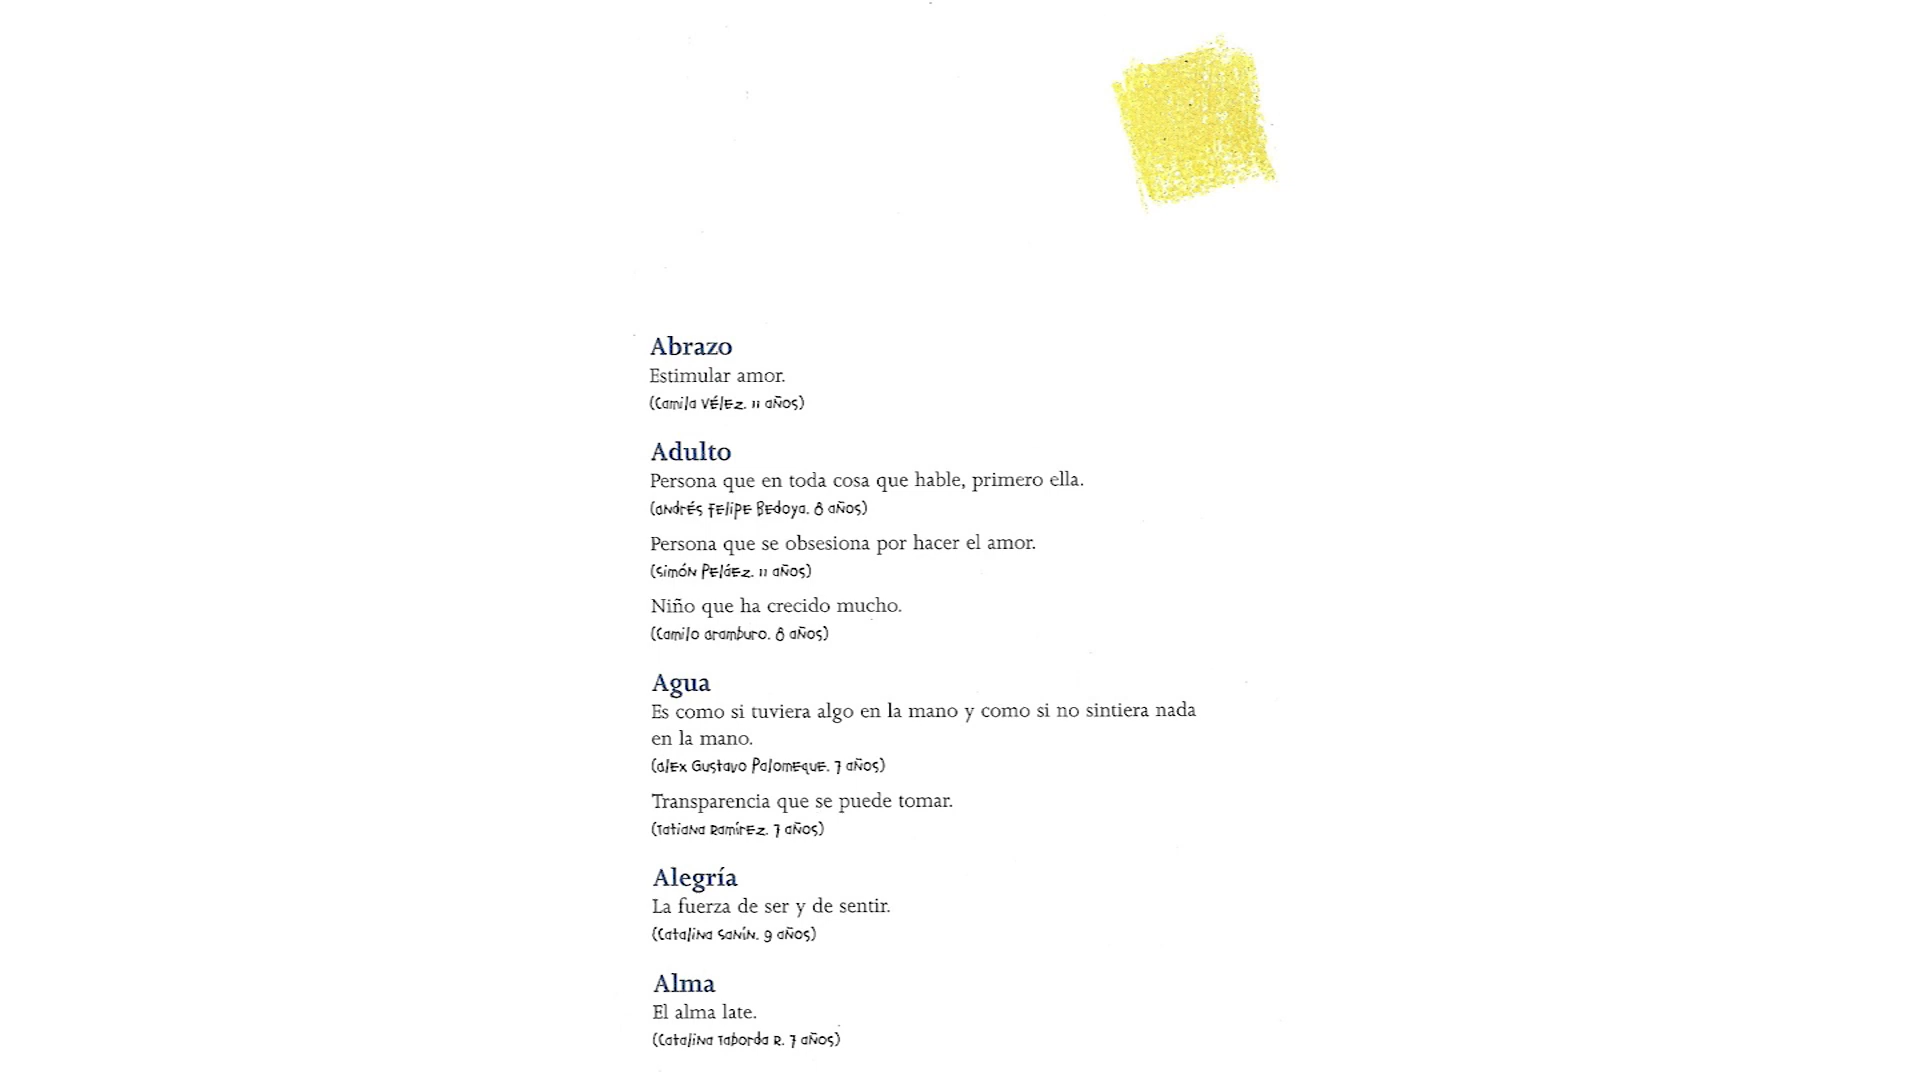 Abrazo
Estimular amor.
(Camila Vélez. 11 años)
Adulto
Persona que en toda cosa que hable, primero ella.
(Andrés Felipe Bedoya. 8 años)
Persona que se obsesiona por hacer el amor.
(Simón Peláez. 11 años)
Niño que ha crecido mucho.
(Camilo Aramburo. 8 años)
Agua
Es como si tuviera algo en la mano y como si no sintiera nada
en la mano.
(Alex Gustavo Palomeque. 7 años)
Transparencia que se puede tomar.
(Tatiana Ramírez. 7 años)
Alegría
La fuerza de ser y de sentir.
(Catalina Sanín. 9 años)
Alma
El alma late.
(Catalina Taborda R. 7 años)